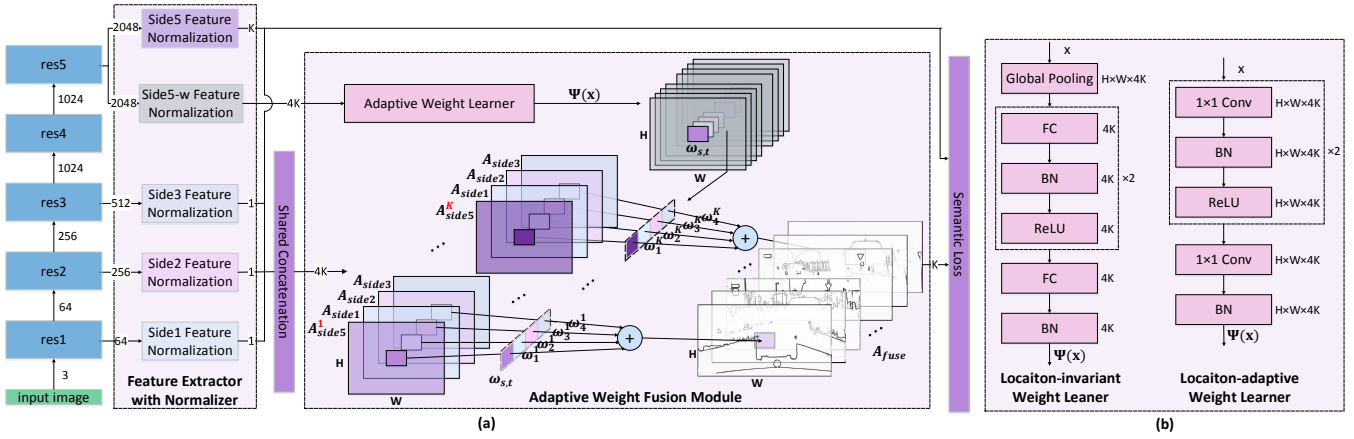 res5
1024
res4
1024
res3
256
res2
64
res1
3
input image
2048
Side5 Feature
Normalization
K
2048
Side5-w Feature
Normalization
4K
512
Side3 Feature
Normalization
1
256
Side2 Feature
Normalization
1
64
Side1 Feature
Normalization
1
Feature Extractor
with Normalizer
Shared Concatenation
4K
Adaptive Weight Learner
Ψ(x)
H
ω_{s,t}
W
A_{side3}
A_{side2}
A_{side1}
A^{K}_{side5}
ω^K_1 ω^K_2 ω^K_3 ω^K_4
+
A_{side3}
A_{side2}
A_{side1}
A^{1}_{side5}
H
W
ω^1_1 ω^1_2 ω^1_3 ω^1_4
ω_{s,t}
+
H
W
A_{fuse}
Adaptive Weight Fusion Module
K
Semantic Loss
(a)
x
Global Pooling
H×W×4K
FC
4K
BN
4K
×2
ReLU
4K
FC
4K
BN
4K
Ψ(x)
Locaiton-invariant
Weight Leaner
x
1×1 Conv
H×W×4K
BN
H×W×4K
×2
ReLU
H×W×4K
1×1 Conv
H×W×4K
BN
H×W×4K
Ψ(x)
Locaiton-adaptive
Weight Learner
(b)